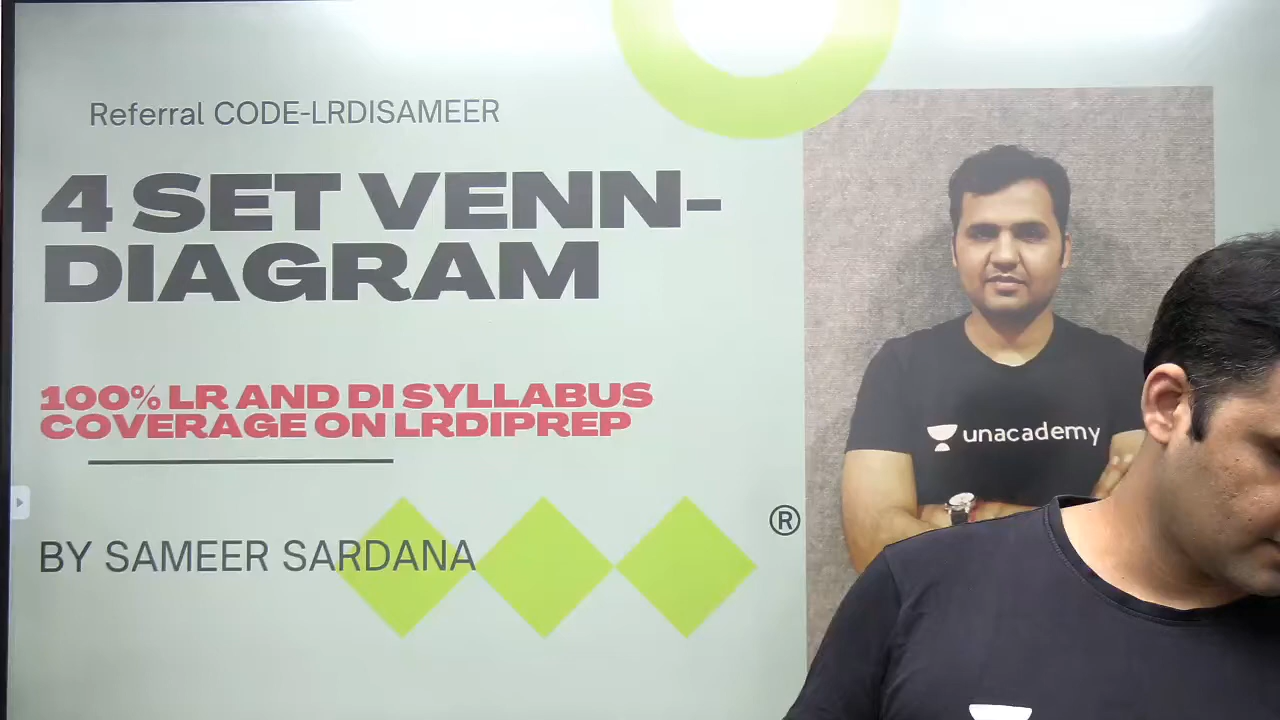 Referral CODE-LRDISAMEER
4 SET VENN-
DIAGRAM
100% LR AND DI SYLLABUS
COVERAGE ON LRDIPREP
BY SAMEER SARDANA
®
unacademy